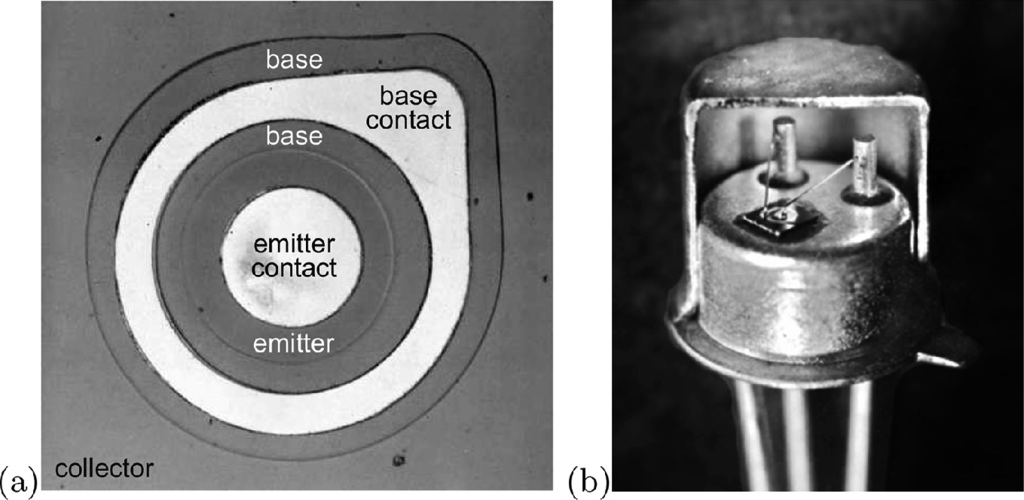 base
base
contact
base
emitter
contact
emitter
collector
(a)
(b)